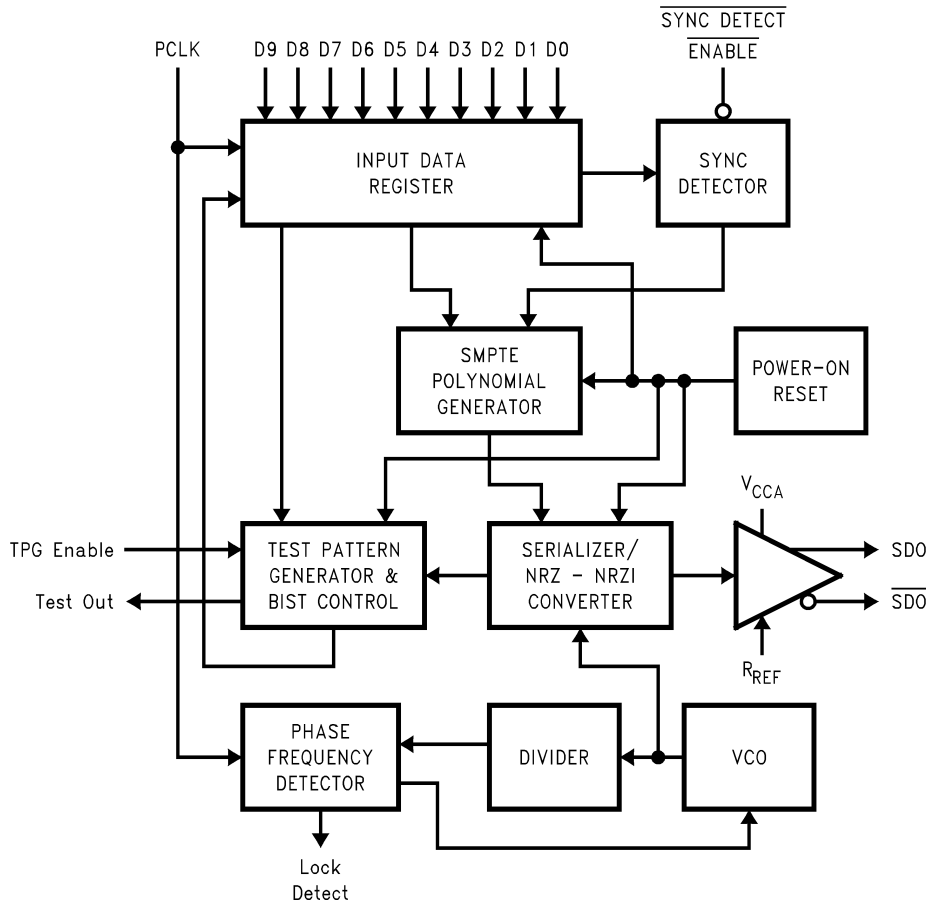 SYNC DETECT
ENABLE
PCLK
D9 D8 D7 D6 D5 D4 D3 D2 D1 D0
INPUT DATA
REGISTER
SYNC
DETECTOR
SMPTE
POLYNOMIAL
GENERATOR
POWER-ON
RESET
VCCA
TPG Enable
Test Out
TEST PATTERN
GENERATOR &
BIST CONTROL
SERIALIZER/
NRZ - NRZI
CONVERTER
SDO
SDO
RREF
PHASE
FREQUENCY
DETECTOR
DIVIDER
VCO
Lock
Detect